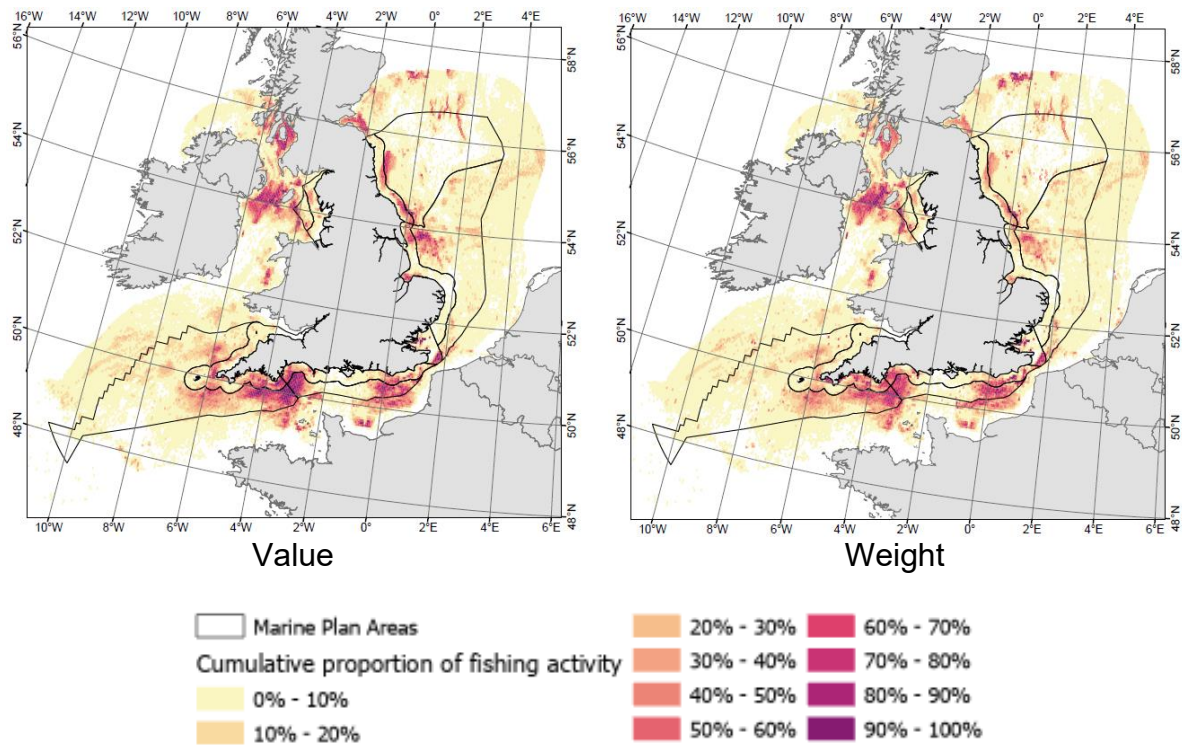 16°W 14°W 12°W 10°W 8°W 6°W 4°W 2°W 0° 2°E 4°E
56°N
54°N
52°N
50°N
48°N
58°N
56°N
54°N
52°N
50°N
48°N
10°W 8°W 6°W 4°W 2°W 0° 2°E 4°E 6°E
Value
16°W 14°W 12°W 10°W 8°W 6°W 4°W 2°W 0° 2°E 4°E
56°N
54°N
52°N
50°N
48°N
58°N
56°N
54°N
52°N
50°N
48°N
10°W 8°W 6°W 4°W 2°W 0° 2°E 4°E 6°E
Weight
Marine Plan Areas
Cumulative proportion of fishing activity
0% - 10%
10% - 20%
20% - 30%
30% - 40%
40% - 50%
50% - 60%
60% - 70%
70% - 80%
80% - 90%
90% - 100%